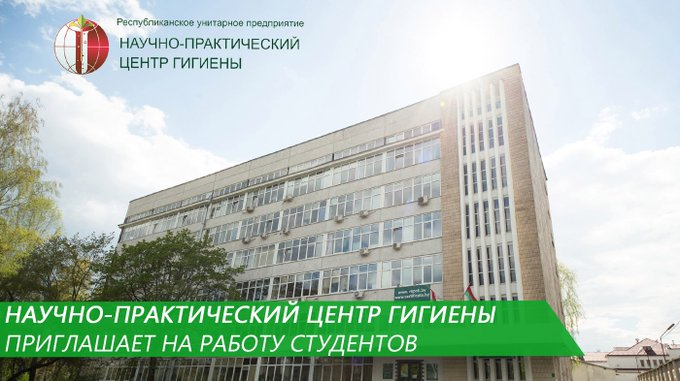 Республиканское унитарное предприятие
НАУЧНО-ПРАКТИЧЕСКИЙ
ЦЕНТР ГИГИЕНЫ
НАУЧНО-ПРАКТИЧЕСКИЙ ЦЕНТР ГИГИЕНЫ
ПРИГЛАШАЕТ НА РАБОТУ СТУДЕНТОВ